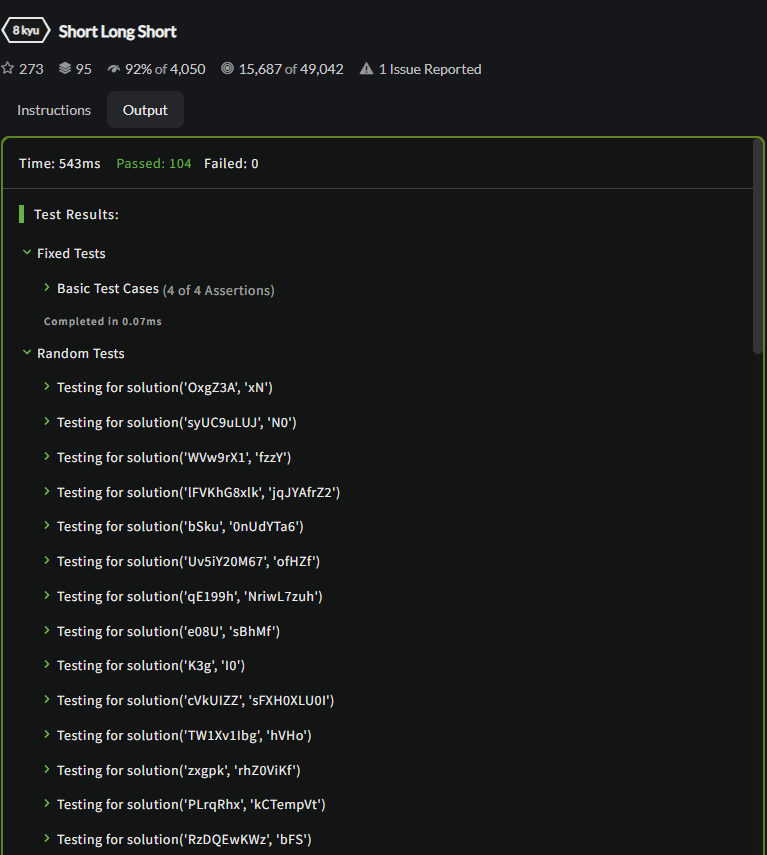 8 kyu Short Long Short
273 95 92% of 4,050 15,687 of 49,042 1 Issue Reported
Instructions Output
Time: 543ms Passed: 104 Failed: 0
Test Results:
Fixed Tests
Basic Test Cases (4 of 4 Assertions)
Completed in 0.07ms
Random Tests
Testing for solution('OxgZ3A', 'xN')
Testing for solution('syUC9uLUJ', 'N0')
Testing for solution('WVw9rX1', 'fzzY')
Testing for solution('lFVKhG8xlk', 'jqJYAfrZ2')
Testing for solution('bSku', '0nUdYTa6')
Testing for solution('Uv5iY20M67', 'ofHZf')
Testing for solution('qE199h', 'NriwL7zuh')
Testing for solution('e08U', 'sBhMf')
Testing for solution('K3g', 'I0')
Testing for solution('cVkUIZZ', 'sFXH0XLU0I')
Testing for solution('TW1Xv1Ibg', 'hVHo')
Testing for solution('zxgpk', 'rhZ0ViKf')
Testing for solution('PLrqRhx', 'kCTempVt')
Testing for solution('RzDQEwKWz', 'bFS')